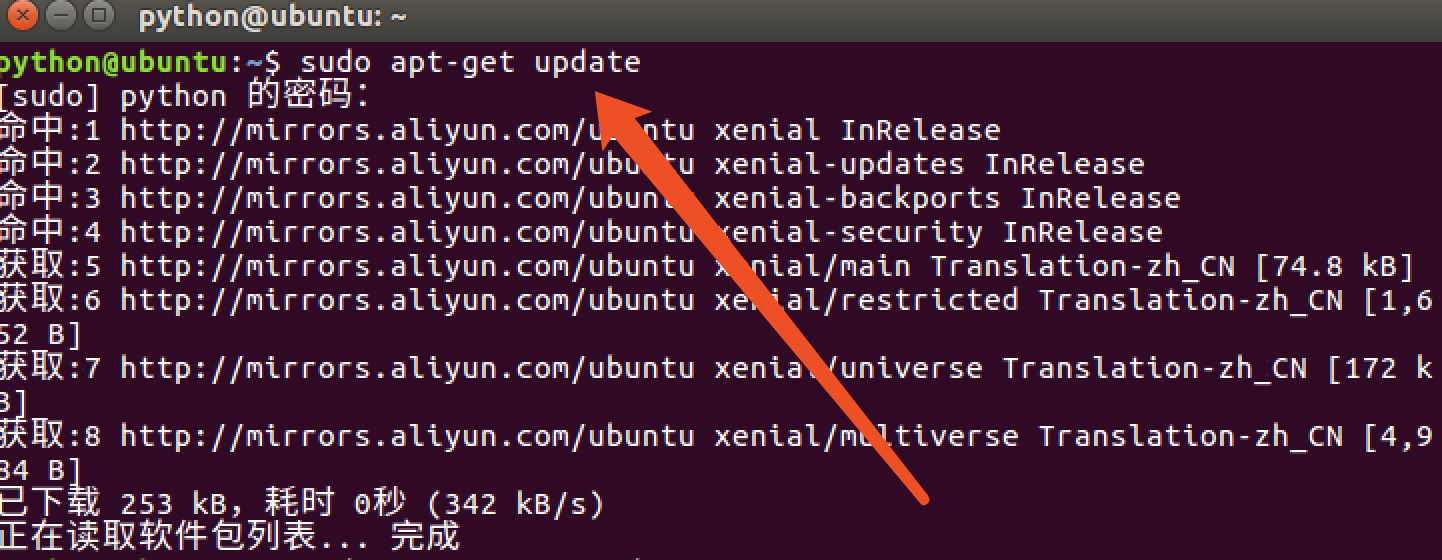 python@ubuntu: ~
python@ubuntu:~$ sudo apt-get update
[sudo] python 的密码：
命中:1 http://mirrors.aliyun.com/ubuntu xenial InRelease
命中:2 http://mirrors.aliyun.com/ubuntu xenial-updates InRelease
命中:3 http://mirrors.aliyun.com/ubuntu xenial-backports InRelease
命中:4 http://mirrors.aliyun.com/ubuntu xenial-security InRelease
获取:5 http://mirrors.aliyun.com/ubuntu xenial/main Translation-zh_CN [74.8 kB]
获取:6 http://mirrors.aliyun.com/ubuntu xenial/restricted Translation-zh_CN [1,6
52 B]
获取:7 http://mirrors.aliyun.com/ubuntu xenial/universe Translation-zh_CN [172 k
B]
获取:8 http://mirrors.aliyun.com/ubuntu xenial/multiverse Translation-zh_CN [4,9
84 B]
已下载 253 kB，耗时 0秒 (342 kB/s)
正在读取软件包列表... 完成